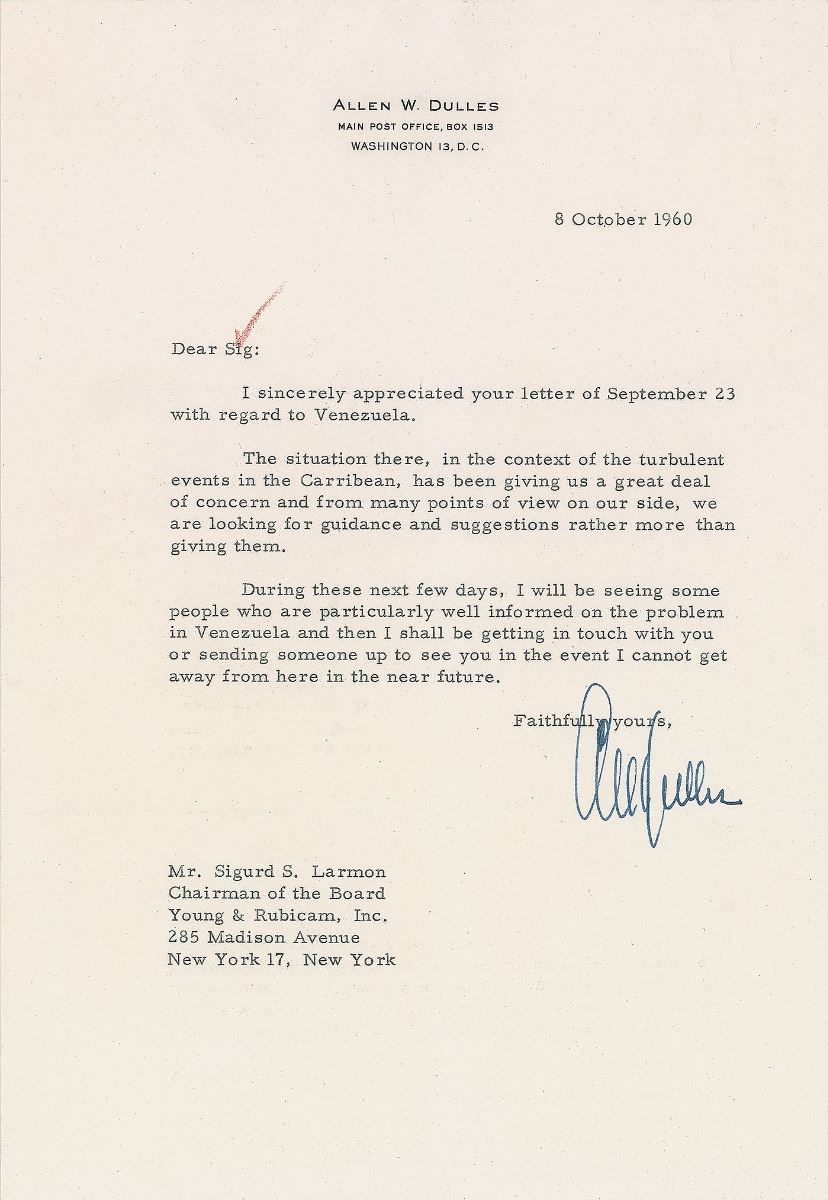 ALLEN W. DULLES
MAIN POST OFFICE, BOX 1513
WASHINGTON 13, D.C.
8 October 1960
Dear Sig:
I sincerely appreciated your letter of September 23
with regard to Venezuela.
The situation there, in the context of the turbulent
events in the Carribean, has been giving us a great deal
of concern and from many points of view on our side, we
are looking for guidance and suggestions rather more than
giving them.
During these next few days, I will be seeing some
people who are particularly well informed on the problem
in Venezuela and then I shall be getting in touch with you
or sending someone up to see you in the event I cannot get
away from here in the near future.
Faithfully yours,
Allen Dulles
Mr. Sigurd S. Larmon
Chairman of the Board
Young & Rubicam, Inc.
285 Madison Avenue
New York 17, New York